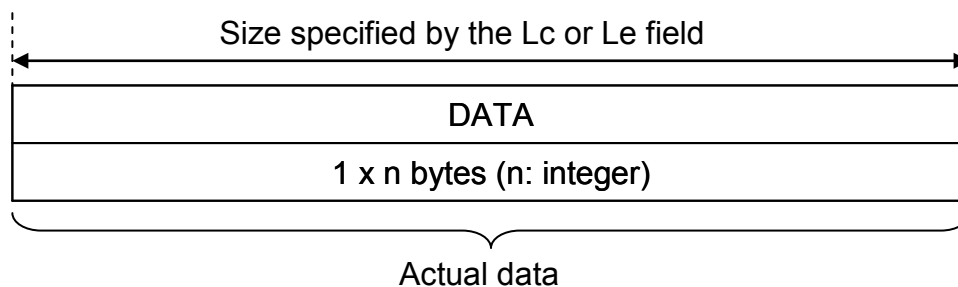 Size specified by the Lc or Le field
DATA
1 x n bytes (n: integer)
Actual data